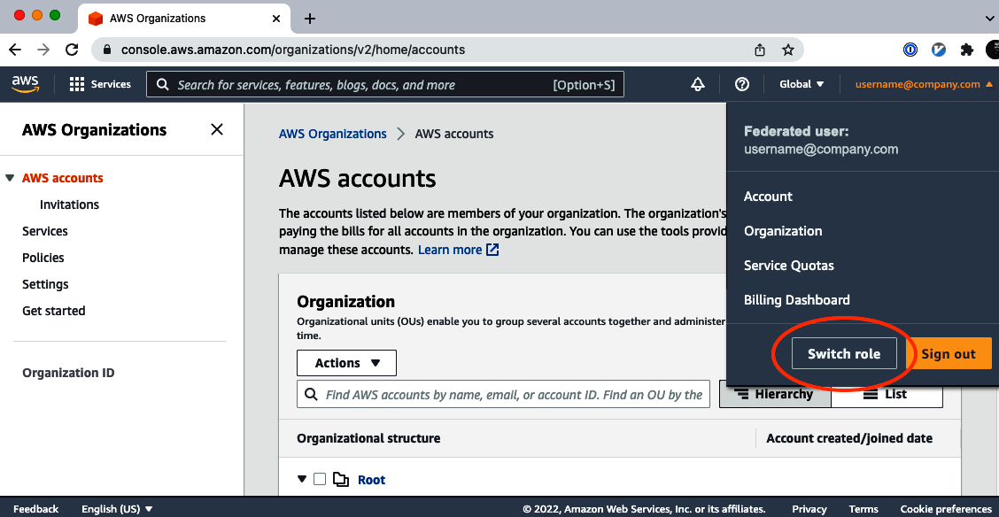 AWS Organizations
console.aws.amazon.com/organizations/v2/home/accounts
aws
Services
Search for services, features, blogs, docs, and more
[Option+S]
Global
username@company.com
AWS Organizations
AWS accounts
Invitations
Services
Policies
Settings
Get started
Organization ID
AWS Organizations
AWS accounts
AWS accounts
The accounts listed below are members of your organization. The organization's
paying the bills for all accounts in the organization. You can use the tools provid
manage these accounts. Learn more
Organization
Organizational units (OUs) enable you to group several accounts together and administer
time.
Actions
Find AWS accounts by name, email, or account ID. Find an OU by the
Hierarchy
List
Organizational structure
Account created/joined date
Root
Federated user:
username@company.com
Account
Organization
Service Quotas
Billing Dashboard
Switch role
Sign out
Feedback
English (US)
© 2022, Amazon Web Services, Inc. or its affiliates.
Privacy
Terms
Cookie preferences